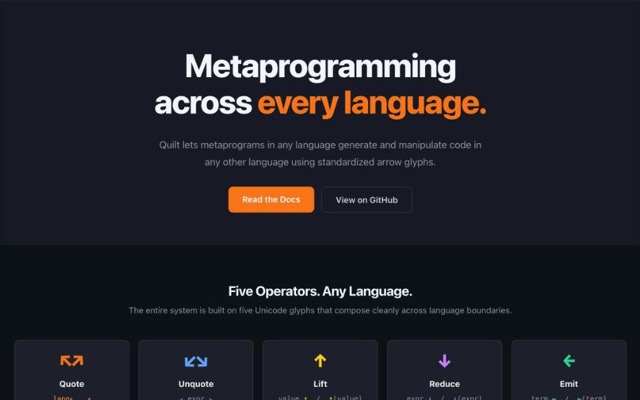 Metaprogramming
across every language.
Quilt lets metaprograms in any language generate and manipulate code in
any other language using standardized arrow glyphs.
Read the Docs
View on GitHub
Five Operators. Any Language.
The entire system is built on five Unicode glyphs that compose cleanly across language boundaries.
Quote
Unquote
Lift
Reduce
Emit